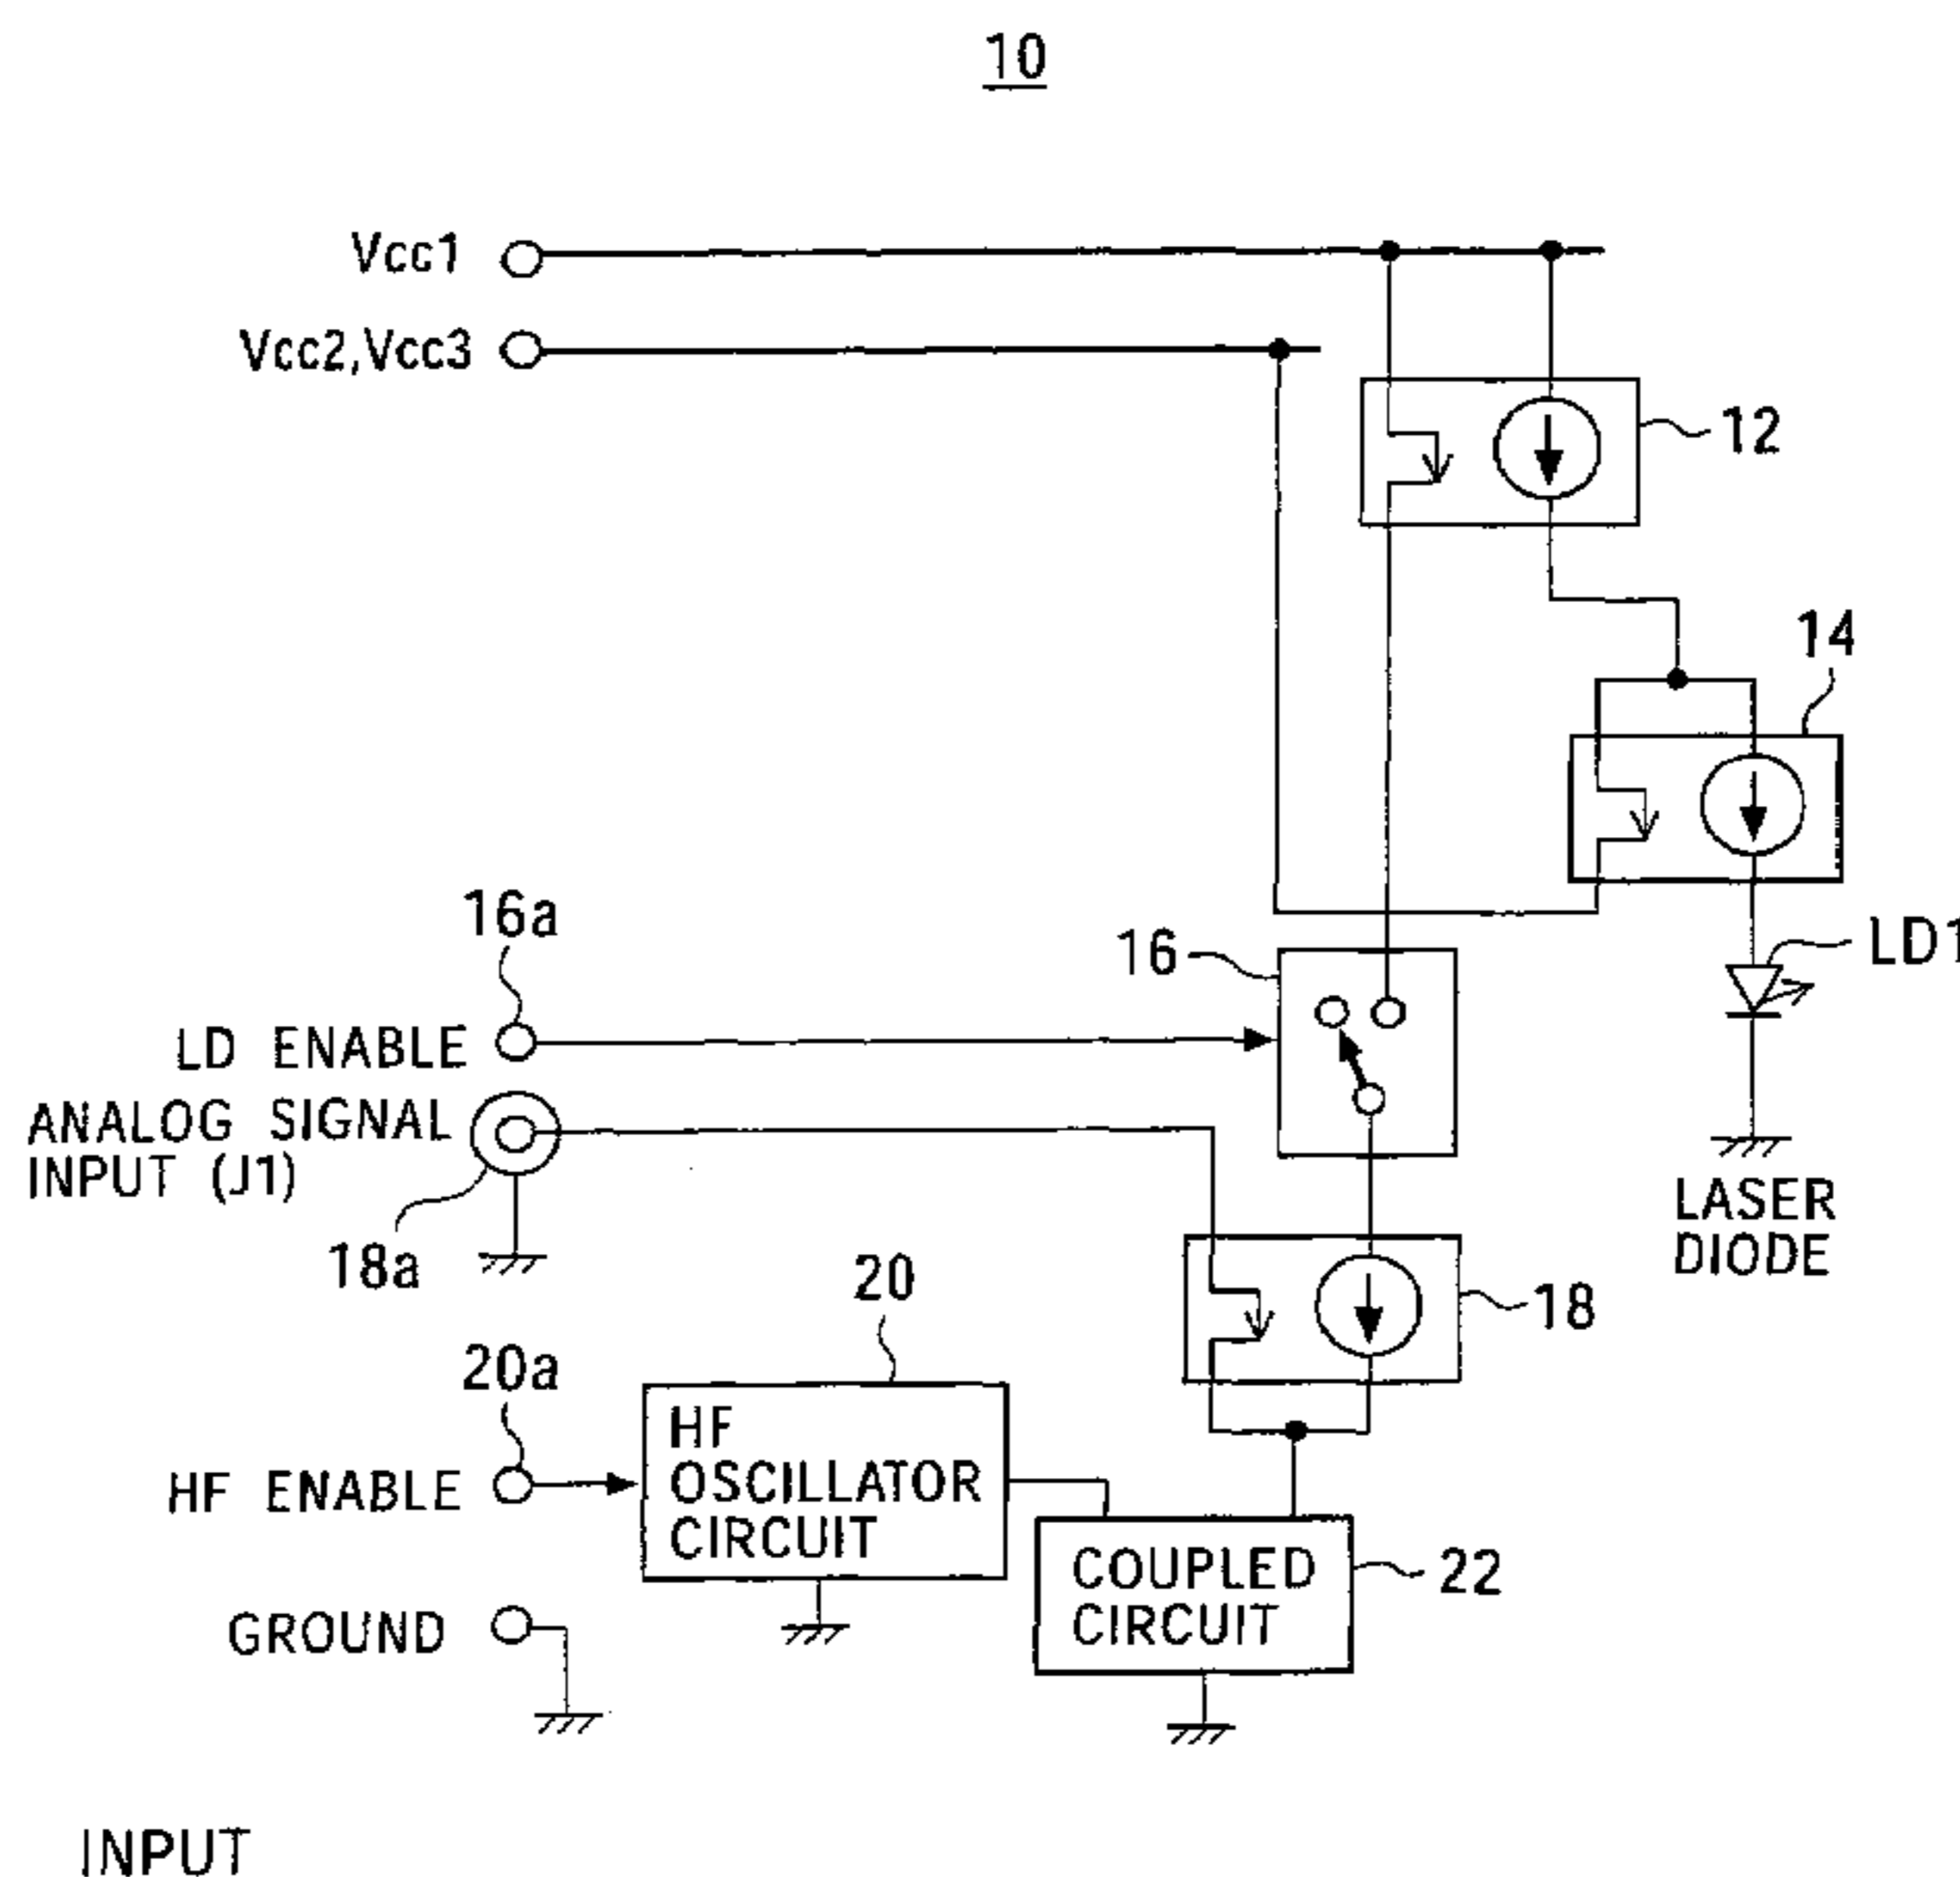 10
Vcc1
Vcc2,Vcc3
12
14
16a
16
LD1
LD ENABLE
ANALOG SIGNAL
INPUT (J1)
18a
LASER
DIODE
18
20
20a
HF
OSCILLATOR
CIRCUIT
HF ENABLE
COUPLED
CIRCUIT
22
GROUND
INPUT